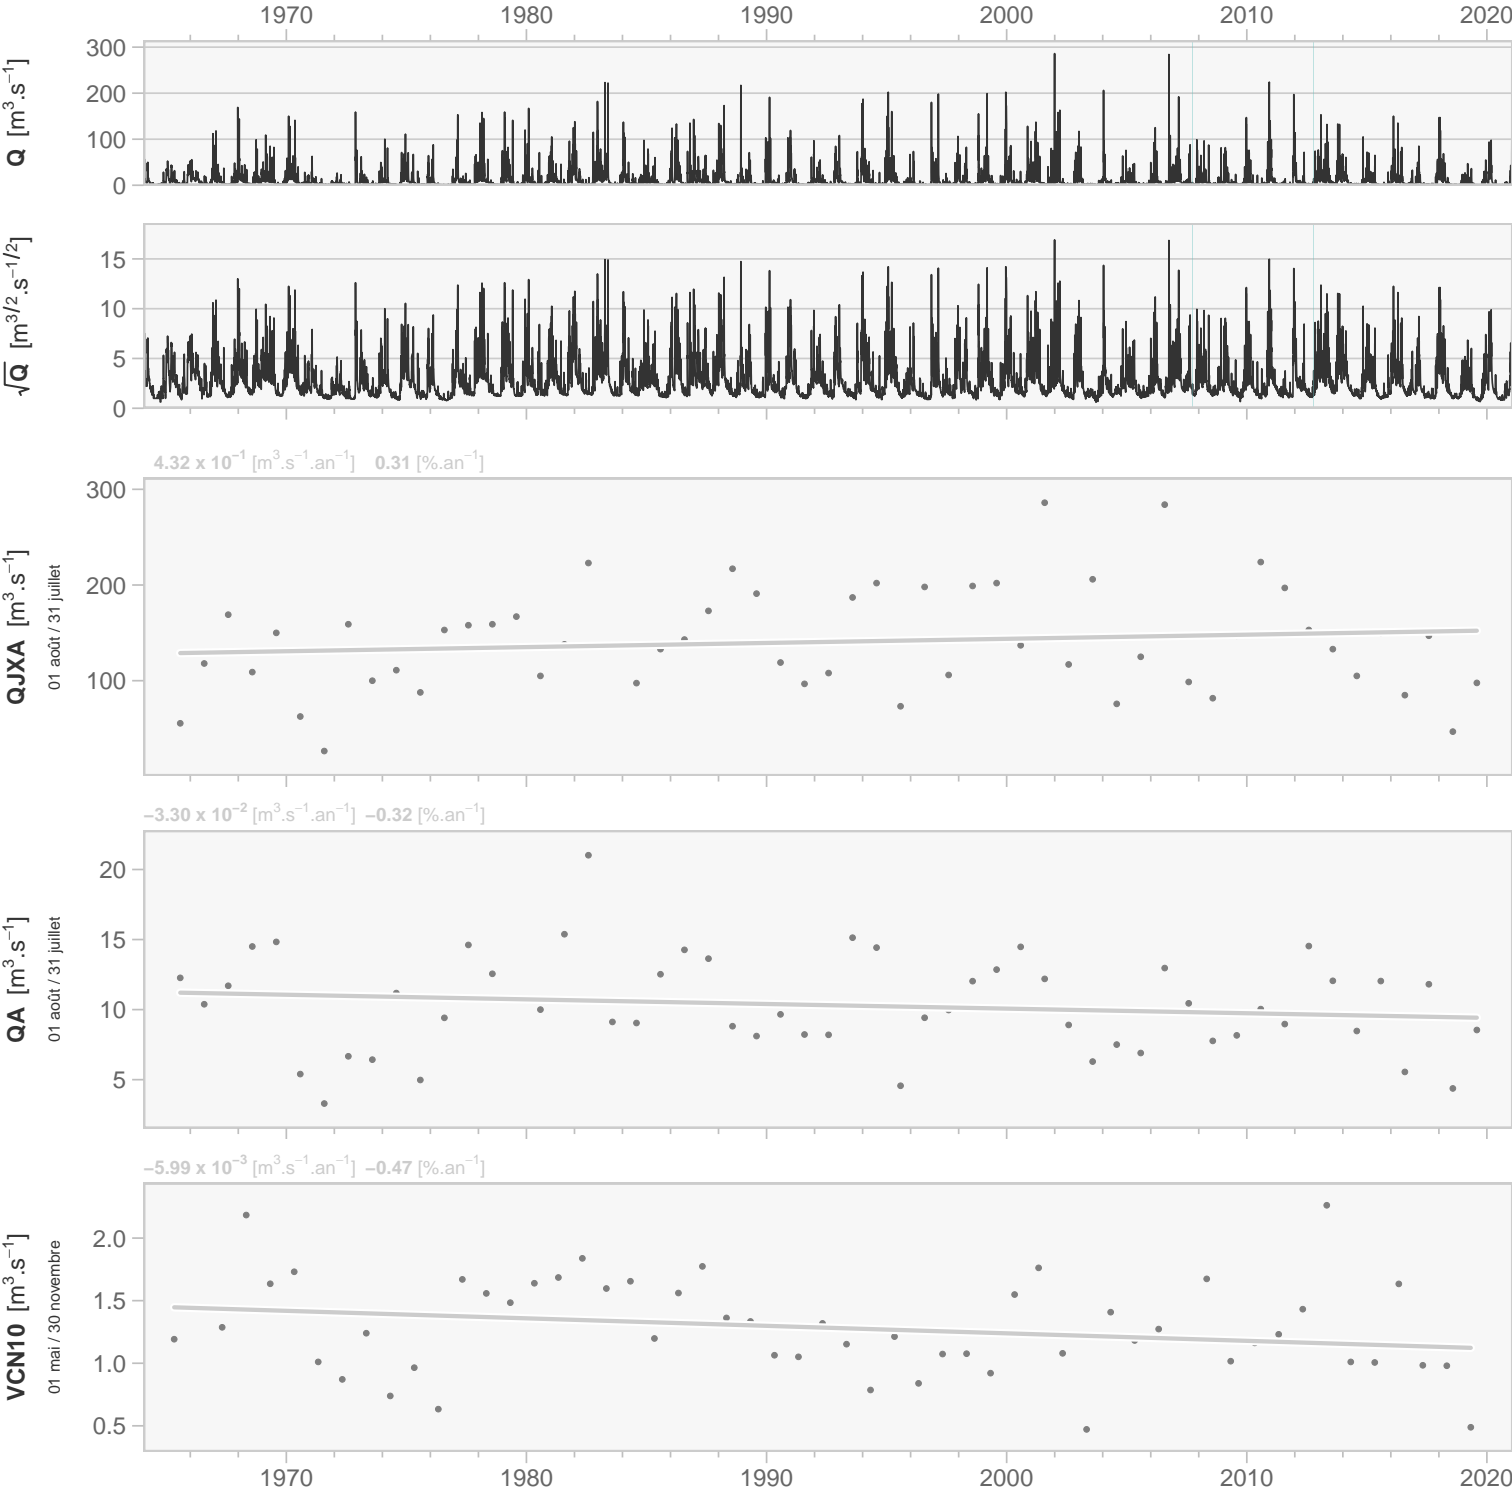 1970 1980 1990 2000 2010 2020
Q [m³.s⁻¹]
300
200
100
0
√Q [m^3/2.s^−1/2]
15
10
5
0
4.32 x 10⁻¹ [m³.s⁻¹.an⁻¹] 0.31 [%.an⁻¹]
QJXA [m³.s⁻¹]
01 août / 31 juillet
300
200
100
−3.30 x 10⁻² [m³.s⁻¹.an⁻¹] −0.32 [%.an⁻¹]
QA [m³.s⁻¹]
01 août / 31 juillet
20
15
10
5
−5.99 x 10⁻³ [m³.s⁻¹.an⁻¹] −0.47 [%.an⁻¹]
VCN10 [m³.s⁻¹]
01 mai / 30 novembre
2.0
1.5
1.0
0.5
1970 1980 1990 2000 2010 2020